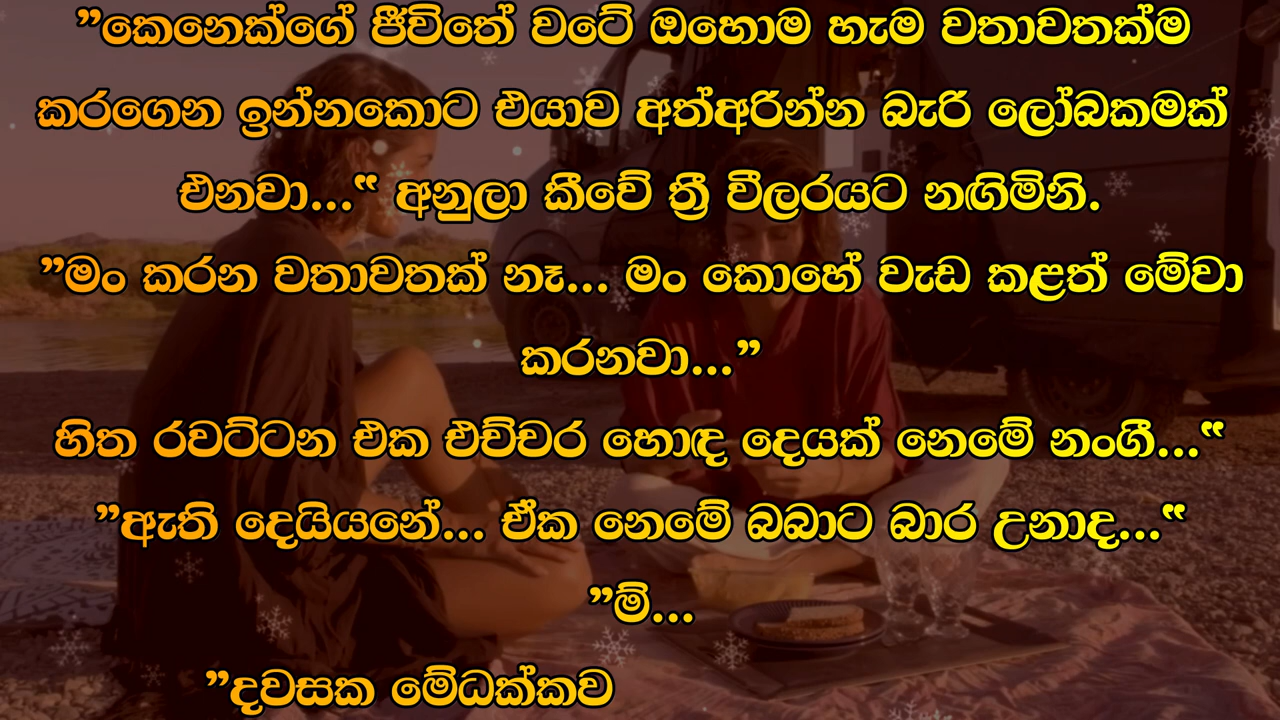 ”කෙනෙක්ගේ ජීවිතේ වටේ ඔහොම හැම වතාවතක්ම
කරගෙන ඉන්නකොට එයාව අත්අරින්න බැරි ලෝබකමක්
එනවා...“ අනුලා කීවේ ත්‍රී වීලරයට නඟිමිනි.
”මං කරන වතාවතක් නෑ... මං කොහේ වැඩ කළත් මේවා
කරනවා...”
හිත රවට්ටන එක එච්චර හොඳ දෙයක් නෙමේ නංගී...“
”ඇති දෙයියනේ... ඒක නෙමේ බබාට බාර උනාද...“
”ම්...
”දවසක මේධක්කව